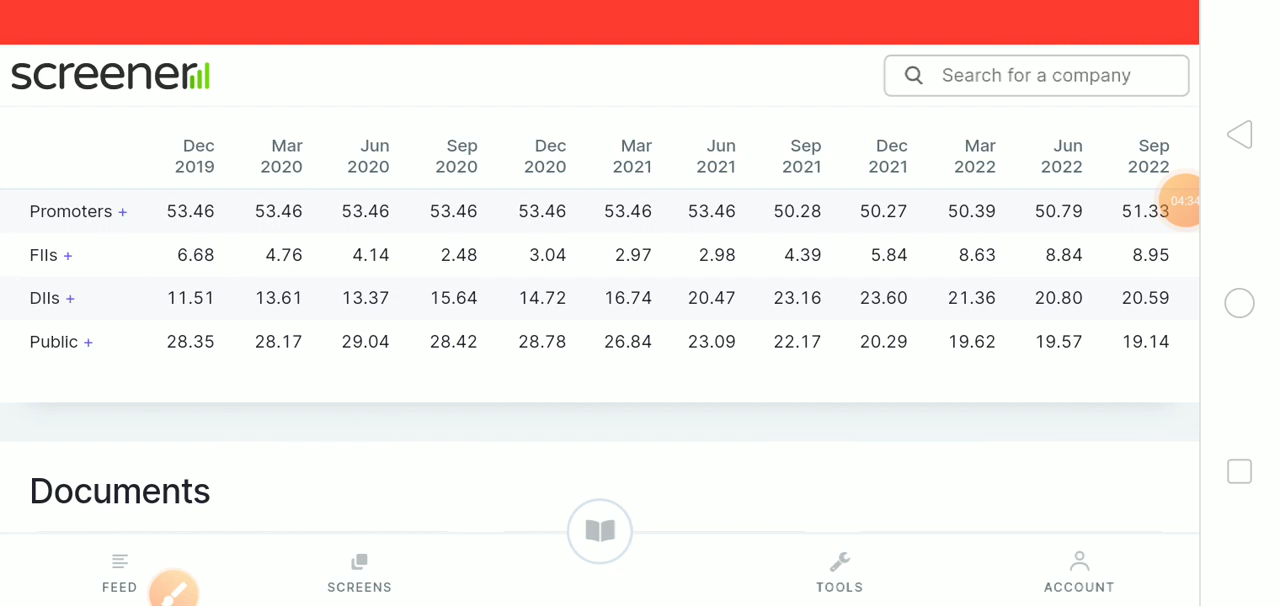 screener
Search for a company
Dec 2019 Mar 2020 Jun 2020 Sep 2020 Dec 2020 Mar 2021 Jun 2021 Sep 2021 Dec 2021 Mar 2022 Jun 2022 Sep 2022
Promoters + 53.46 53.46 53.46 53.46 53.46 53.46 53.46 50.28 50.27 50.39 50.79 51.33
04:34
FIIs + 6.68 4.76 4.14 2.48 3.04 2.97 2.98 4.39 5.84 8.63 8.84 8.95
DIIs + 11.51 13.61 13.37 15.64 14.72 16.74 20.47 23.16 23.60 21.36 20.80 20.59
Public + 28.35 28.17 29.04 28.42 28.78 26.84 23.09 22.17 20.29 19.62 19.57 19.14
Documents
FEED SCREENS TOOLS ACCOUNT